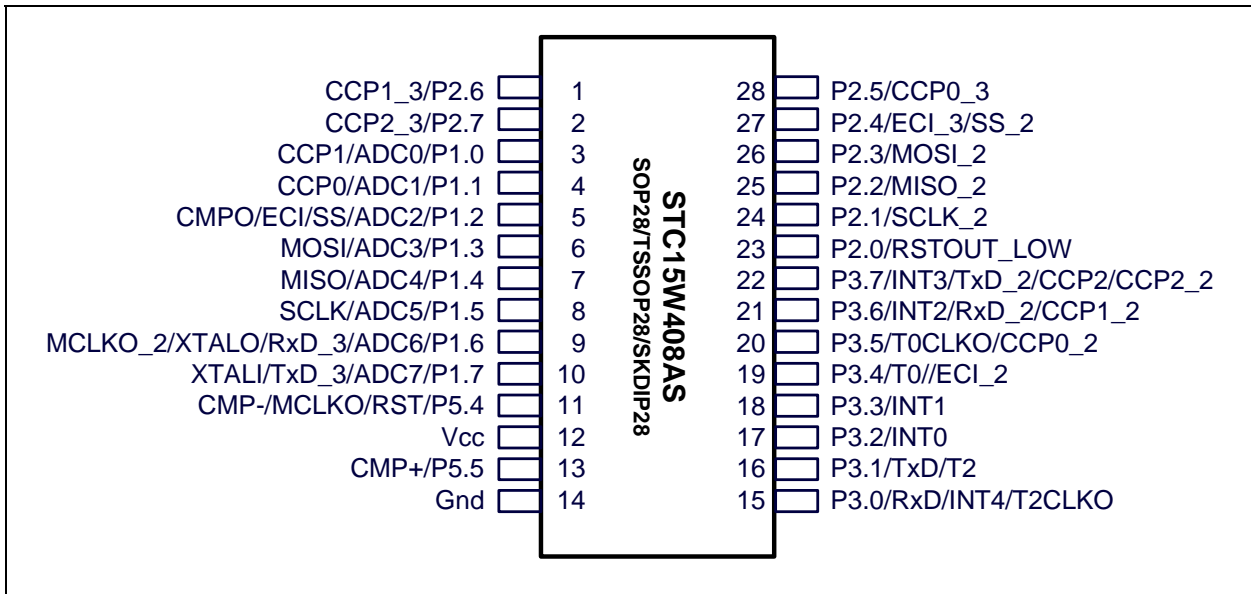 CCP1_3/P2.6 1 28 P2.5/CCP0_3
CCP2_3/P2.7 2 27 P2.4/ECI_3/SS_2
CCP1/ADC0/P1.0 3 26 P2.3/MOSI_2
CCP0/ADC1/P1.1 4 25 P2.2/MISO_2
CMPO/ECI/SS/ADC2/P1.2 5 24 P2.1/SCLK_2
MOSI/ADC3/P1.3 6 23 P2.0/RSTOUT_LOW
MISO/ADC4/P1.4 7 22 P3.7/INT3/TxD_2/CCP2/CCP2_2
SCLK/ADC5/P1.5 8 21 P3.6/INT2/RxD_2/CCP1_2
MCLKO_2/XTALO/RxD_3/ADC6/P1.6 9 20 P3.5/T0CLKO/CCP0_2
XTALI/TxD_3/ADC7/P1.7 10 19 P3.4/T0//ECI_2
CMP-/MCLKO/RST/P5.4 11 18 P3.3/INT1
Vcc 12 17 P3.2/INT0
CMP+/P5.5 13 16 P3.1/TxD/T2
Gnd 14 15 P3.0/RxD/INT4/T2CLKO
STC15W408AS
SOP28/TSSOP28/SKDIP28